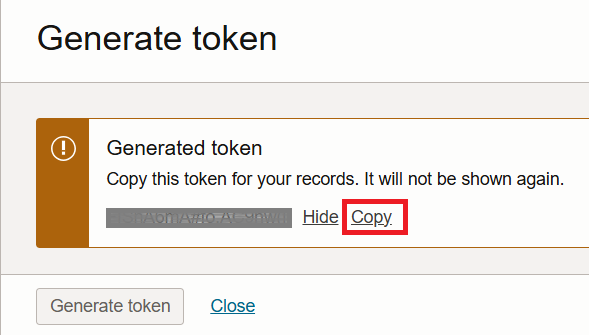 Generate token
Generated token
Copy this token for your records. It will not be shown again.
Hide Copy
Generate token Close